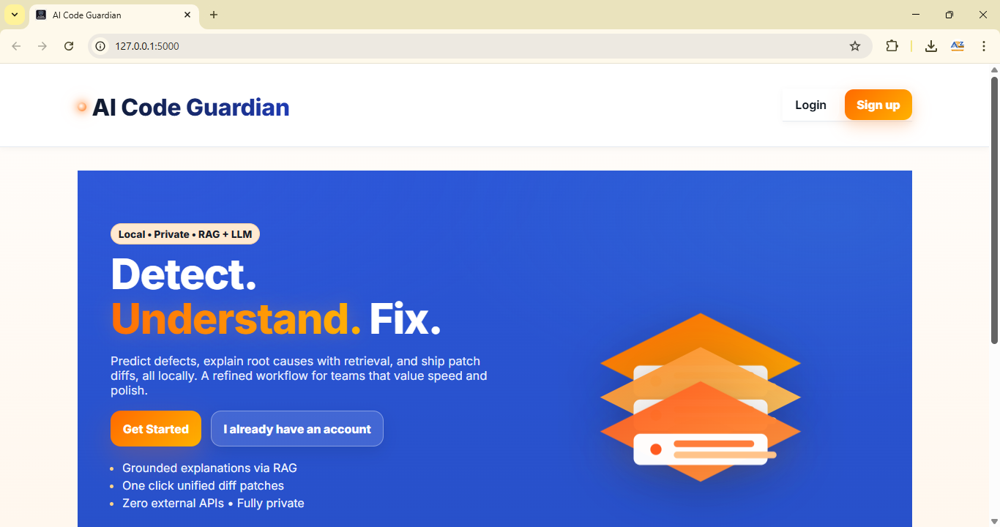 AI Code Guardian
127.0.0.1:5000
AI Code Guardian
Login
Sign up
Local • Private • RAG + LLM
Detect.
Understand. Fix.
Predict defects, explain root causes with retrieval, and ship patch
diffs, all locally. A refined workflow for teams that value speed and
polish.
Get Started
I already have an account
• Grounded explanations via RAG
• One click unified diff patches
• Zero external APIs • Fully private